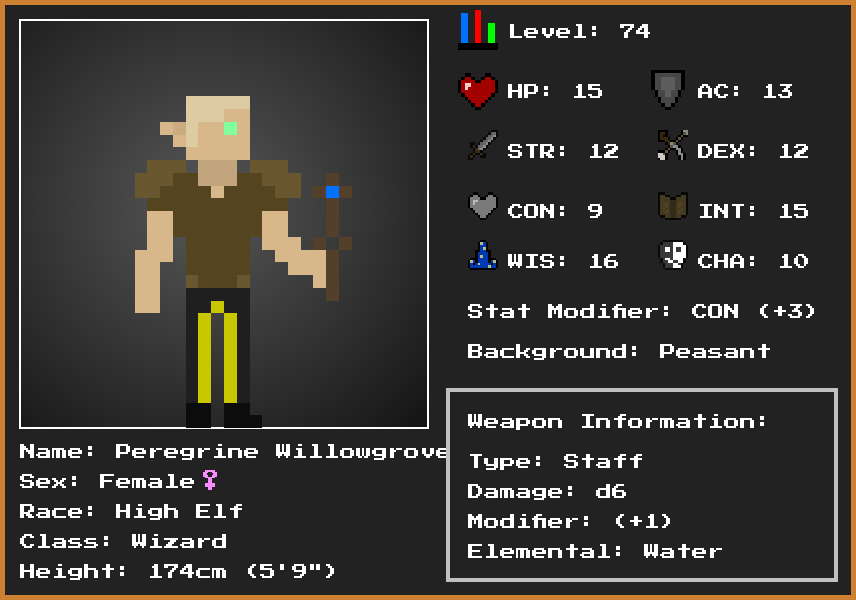 Level: 74
HP: 15 AC: 13
STR: 12 DEX: 12
CON: 9 INT: 15
WIS: 16 CHA: 10
Stat Modifier: CON (+3)
Background: Peasant
Name: Peregrine Willowgrove
Sex: Female♀
Race: High Elf
Class: Wizard
Height: 174cm (5'9")
Weapon Information:
Type: Staff
Damage: d6
Modifier: (+1)
Elemental: Water